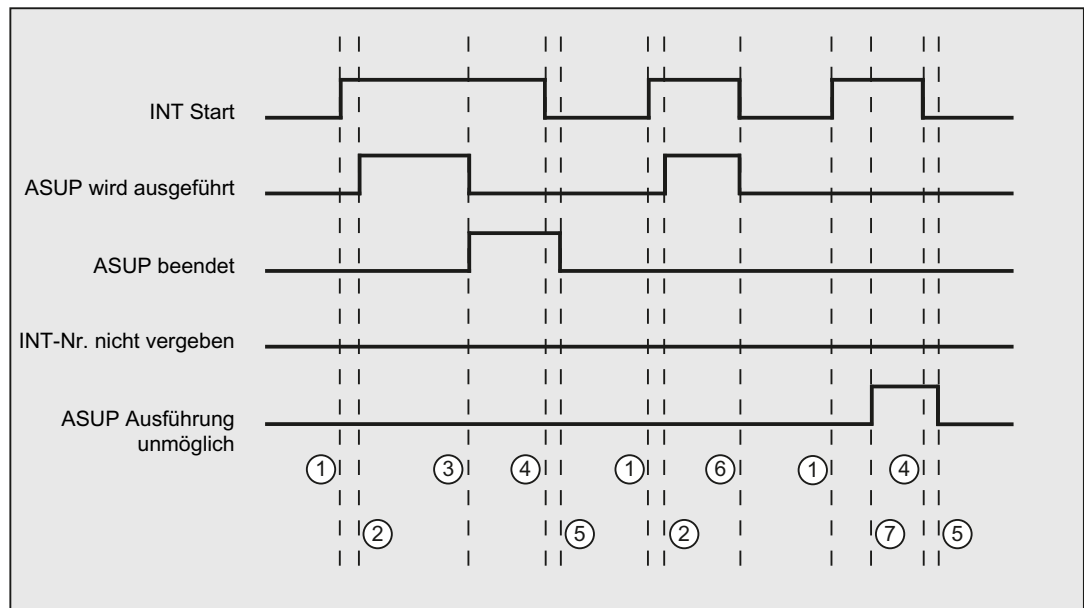 INT Start
ASUP wird ausgeführt
ASUP beendet
INT-Nr. nicht vergeben
ASUP Ausführung
unmöglich
1 3 4 1 6 1 4
2 5 2 7 5